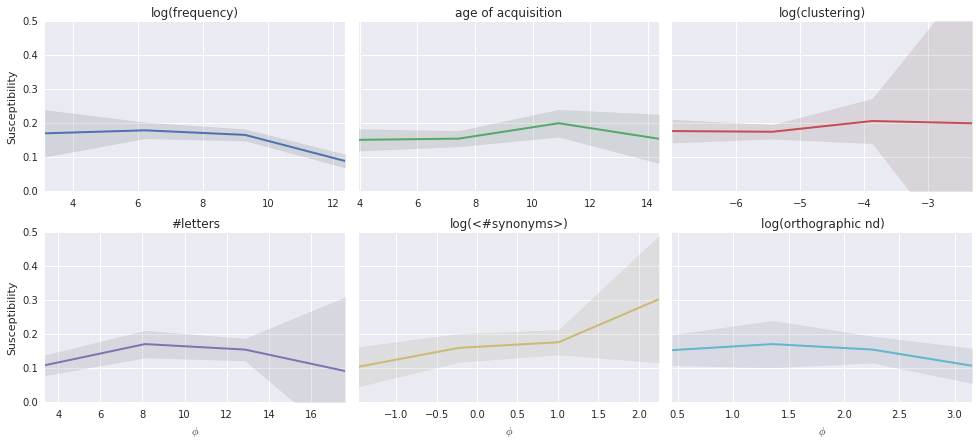 log(frequency) age of acquisition log(clustering)
Susceptibility
0.5
0.4
0.3
0.2
0.1
0.0
4 6 8 10 12 4 6 8 10 12 14 −6 −5 −4 −3
#letters log(<#synonyms>) log(orthographic nd)
Susceptibility
0.5
0.4
0.3
0.2
0.1
0.0
4 6 8 10 12 14 16 −1.0 −0.5 0.0 0.5 1.0 1.5 2.0 0.5 1.0 1.5 2.0 2.5 3.0
ϕ ϕ ϕ